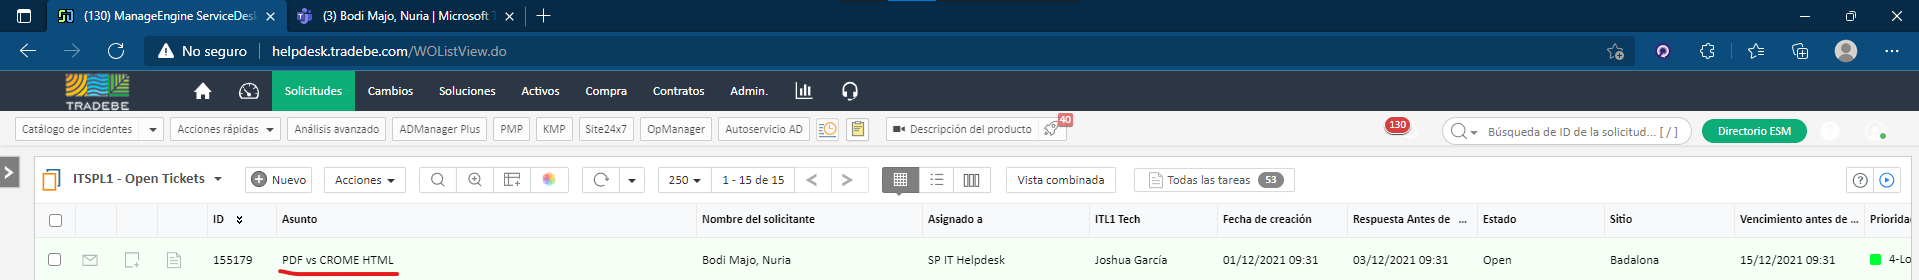 (130) ManageEngine ServiceDes
(3) Bodi Majo, Nuria | Microsoft T
No seguro
helpdesk.tradebe.com/WOListView.do
TRADEBE
Solicitudes
Cambios
Soluciones
Activos
Compra
Contratos
Admin.
Catálogo de incidentes
Acciones rápidas
Análisis avanzado
ADManager Plus
PMP
KMP
Site24x7
OpManager
Autoservicio AD
Descripción del producto
40
130
Búsqueda de ID de la solicitud... [ / ]
Directorio ESM
ITSPL1 - Open Tickets
Nuevo
Acciones
250
1 - 15 de 15
Vista combinada
Todas las tareas 53
ID Asunto Nombre del solicitante Asignado a ITL1 Tech Fecha de creación Respuesta Antes de ... Estado Sitio Vencimiento antes de ... Priorida
155179 PDF vs CROME HTML Bodi Majo, Nuria SP IT Helpdesk Joshua García 01/12/2021 09:31 03/12/2021 09:31 Open Badalona 15/12/2021 09:31 4-Lo